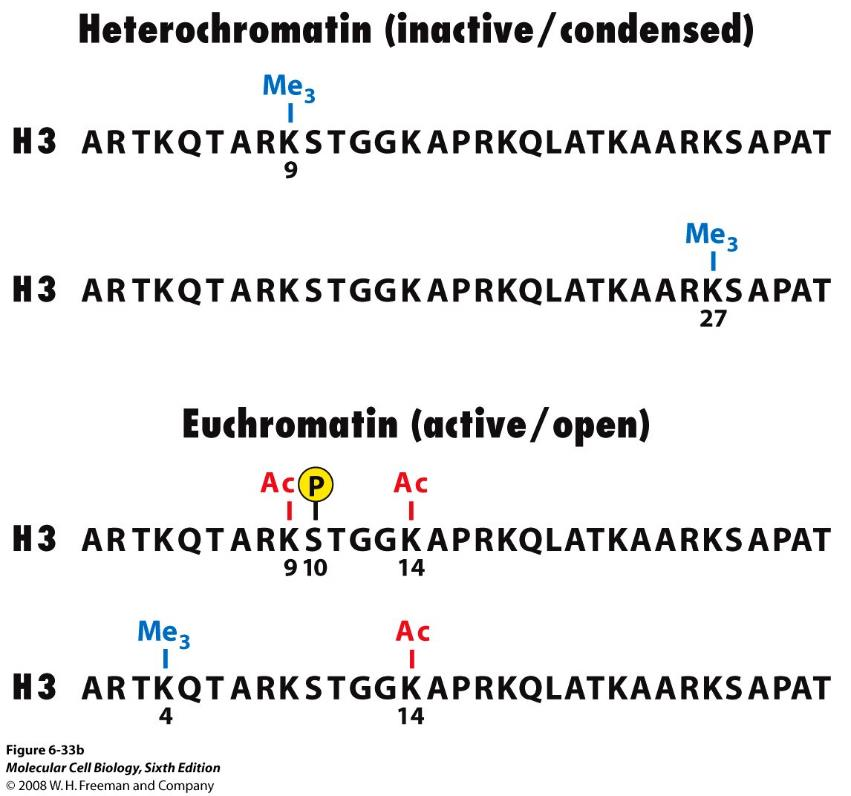 Heterochromatin (inactive/condensed)
Me3
H3 ARTKQTARKSTGGKAPRKQLATKAARKSAPAT
9
Me3
H3 ARTKQTARKSTGGKAPRKQLATKAARKSAPAT
27
Euchromatin (active/open)
Ac P Ac
H3 ARTKQTARKSTGGKAPRKQLATKAARKSAPAT
9 10 14
Me3 Ac
H3 ARTKQTARKSTGGKAPRKQLATKAARKSAPAT
4 14
Figure 6-33b
Molecular Cell Biology, Sixth Edition
© 2008 W. H. Freeman and Company